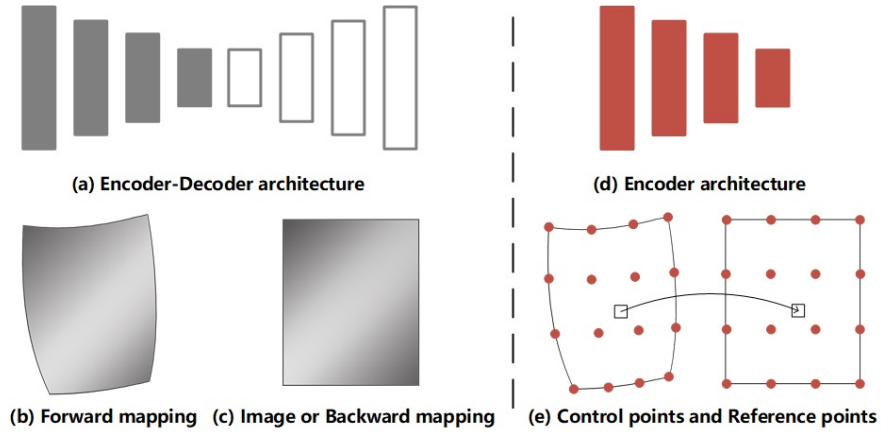 (a) Encoder-Decoder architecture
(d) Encoder architecture
(b) Forward mapping
(c) Image or Backward mapping
(e) Control points and Reference points